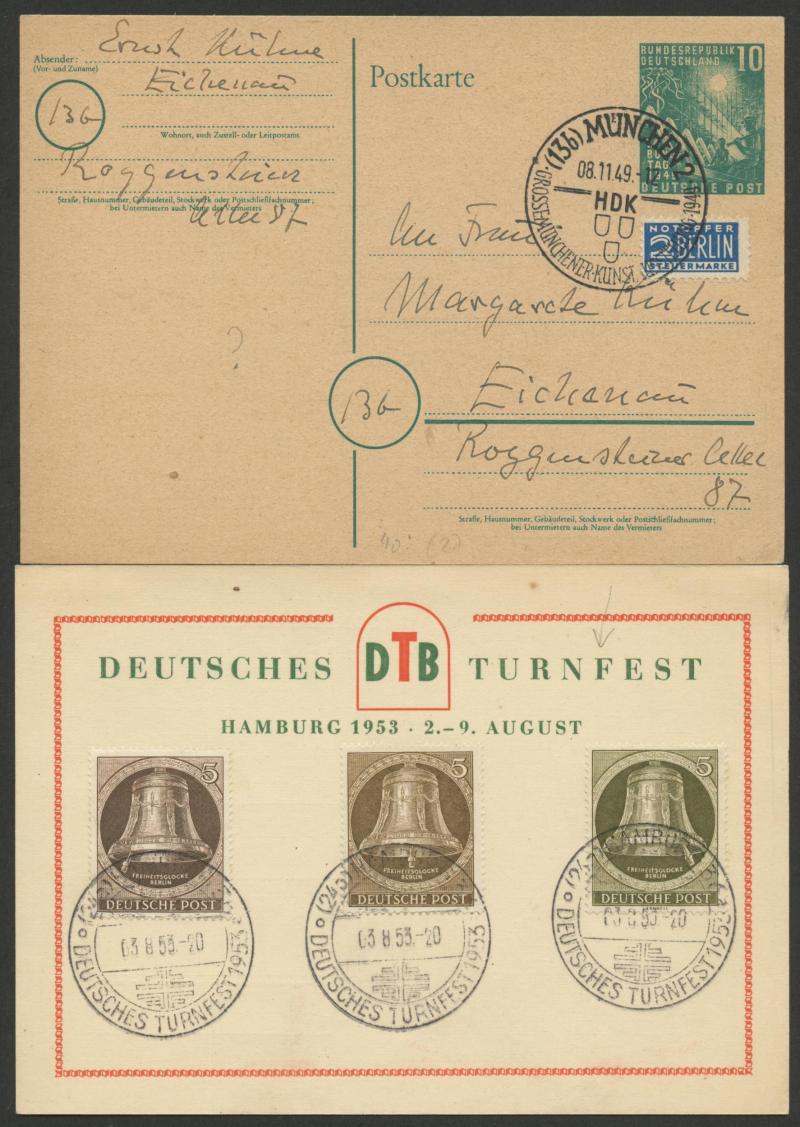 Absender: Ernst Kühne
(Vor- und Zuname)
Eichenau
13b
Wohnort, auch Zustell- oder Leitpostamt
Roggensteiner
Straße, Hausnummer, Gebäudeteil, Stockwerk oder Postschließfachnummer;
bei Untermietern auch Name des Vermieters
Allee 87
Postkarte
BUNDESREPUBLIK 10
DEUTSCHLAND
DEUTSCHE POST
(13b) MÜNCHEN 2
08.11.49.-12
HDK
GROSSE MÜNCHENER KUNST
NOTOPFER
2 BERLIN
STEUERMARKE
An Frau
Margarete Kühne
Eichenau
13b
Roggensteiner Allee
87
Straße, Hausnummer, Gebäudeteil, Stockwerk oder Postschließfachnummer;
bei Untermietern auch Name des Vermieters
?
40.- (2)
DEUTSCHES DTB TURNFEST
HAMBURG 1953 · 2.–9. AUGUST
5
FREIHEITSGLOCKE
BERLIN
DEUTSCHE POST
5
FREIHEITSGLOCKE
BERLIN
DEUTSCHE POST
5
FREIHEITSGLOCKE
BERLIN
DEUTSCHE POST
03.8.53.-20
DEUTSCHES TURNFEST 1953
03.8.53.-20
DEUTSCHES TURNFEST 1953
03.8.53.-20
DEUTSCHES TURNFEST 1953